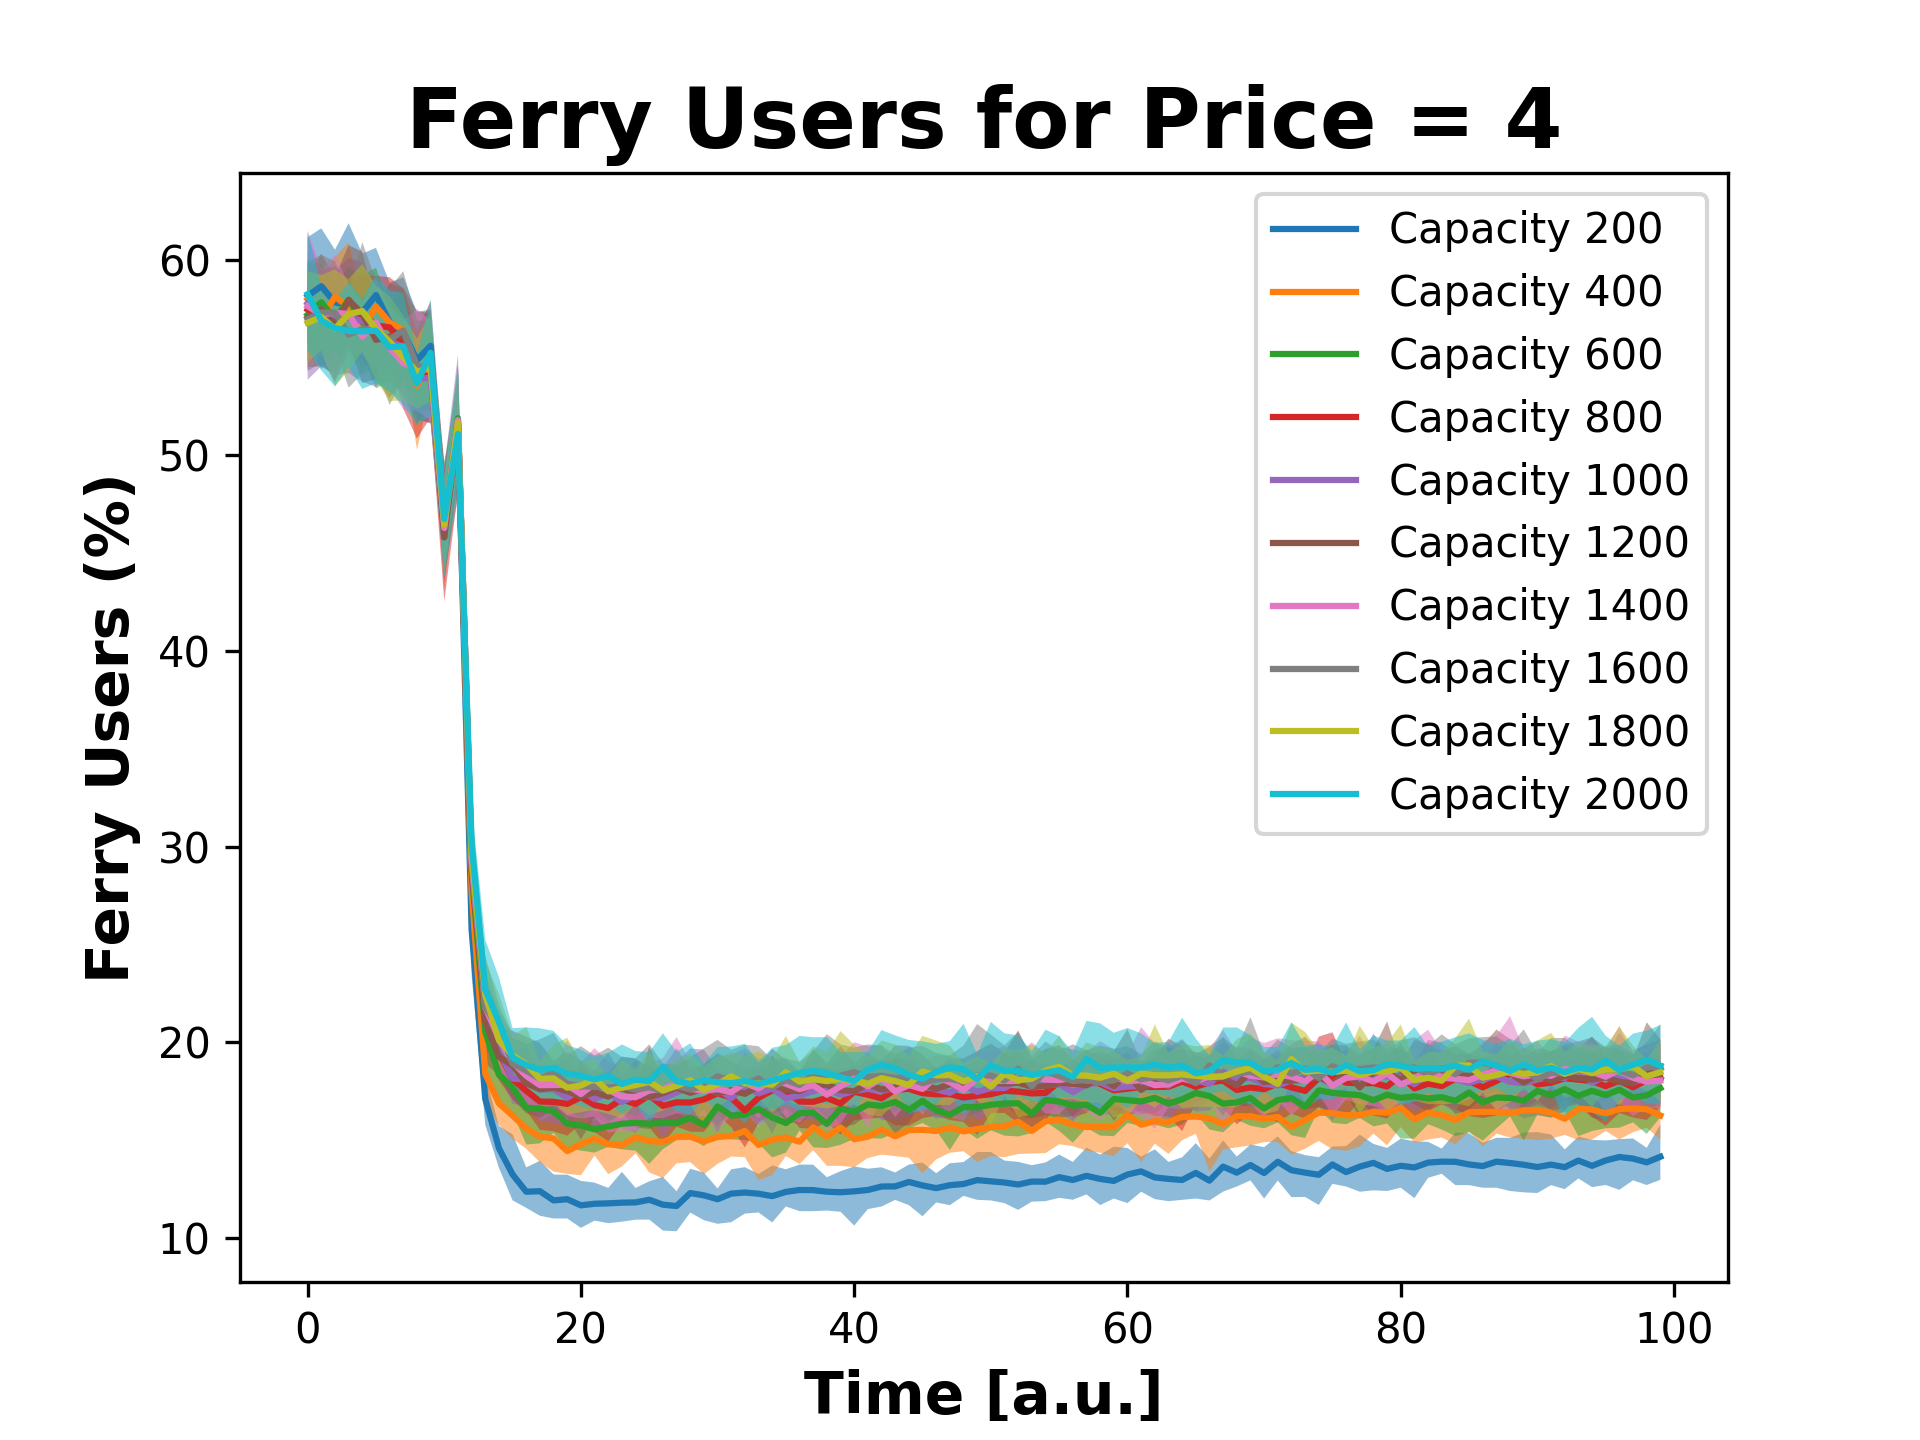 Ferry Users for Price = 4
Ferry Users (%)
60
50
40
30
20
10
Capacity 200
Capacity 400
Capacity 600
Capacity 800
Capacity 1000
Capacity 1200
Capacity 1400
Capacity 1600
Capacity 1800
Capacity 2000
0 20 40 60 80 100
Time [a.u.]